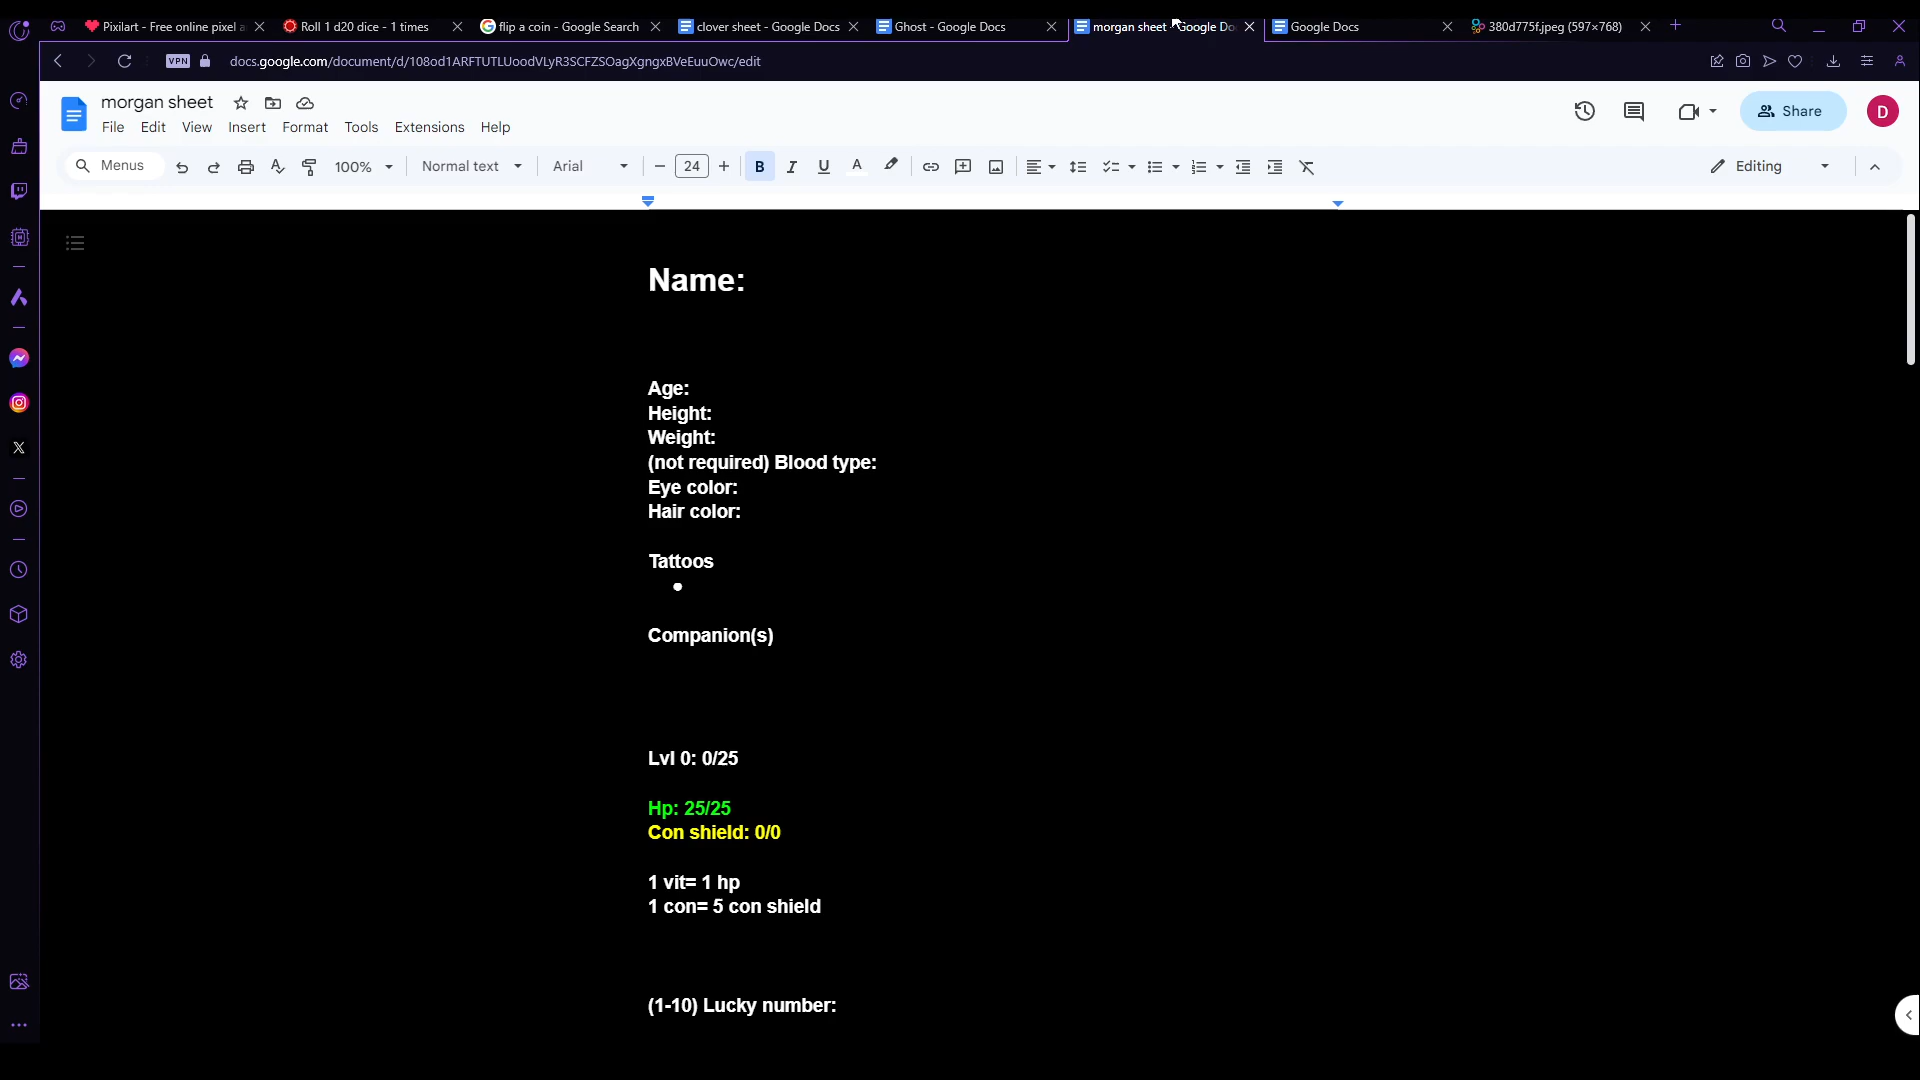 Pixilart - Free online pixel a
Roll 1 d20 dice - 1 times
flip a coin - Google Search
clover sheet - Google Docs
Ghost - Google Docs
morgan sheet - Google Do
Google Docs
380d775f.jpeg (597×768)
VPN
docs.google.com/document/d/108od1ARFTUTLUoodVLyR3SCFZSOagXgngxBVeEuuOwc/edit
morgan sheet
File Edit View Insert Format Tools Extensions Help
Share
D
Menus
100%
Normal text
Arial
24
B I U A
Editing
Name:
Age:
Height:
Weight:
(not required) Blood type:
Eye color:
Hair color:
Tattoos
Companion(s)
Lvl 0: 0/25
Hp: 25/25
Con shield: 0/0
1 vit= 1 hp
1 con= 5 con shield
(1-10) Lucky number: